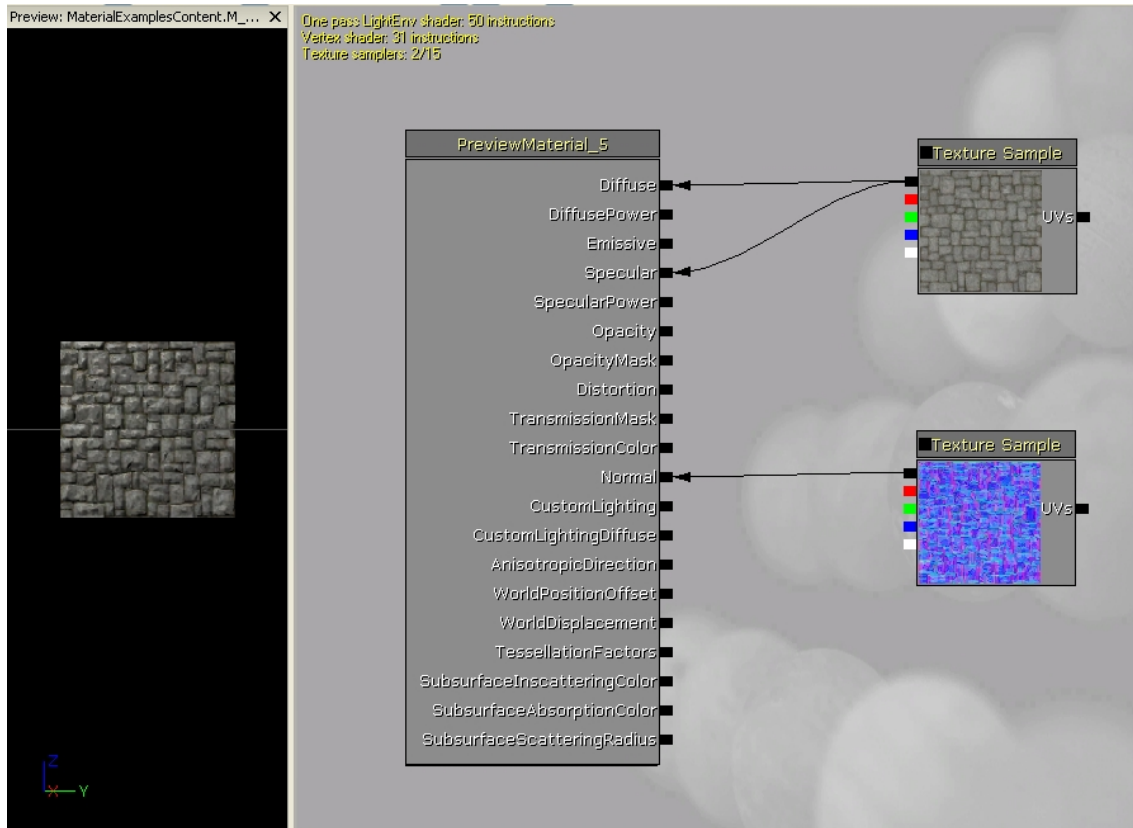 Preview: MaterialExamplesContent.M_... X
One pass LightEnv shader: 50 instructions
Vertex shader: 31 instructions
Texture samplers: 2/15
PreviewMaterial_5
Diffuse
DiffusePower
Emissive
Specular
SpecularPower
Opacity
OpacityMask
Distortion
TransmissionMask
TransmissionColor
Normal
CustomLighting
CustomLightingDiffuse
AnisotropicDirection
WorldPositionOffset
WorldDisplacement
TessellationFactors
SubsurfaceInscatteringColor
SubsurfaceAbsorptionColor
SubsurfaceScatteringRadius
Texture Sample
UVs
Texture Sample
UVs
Z
X Y